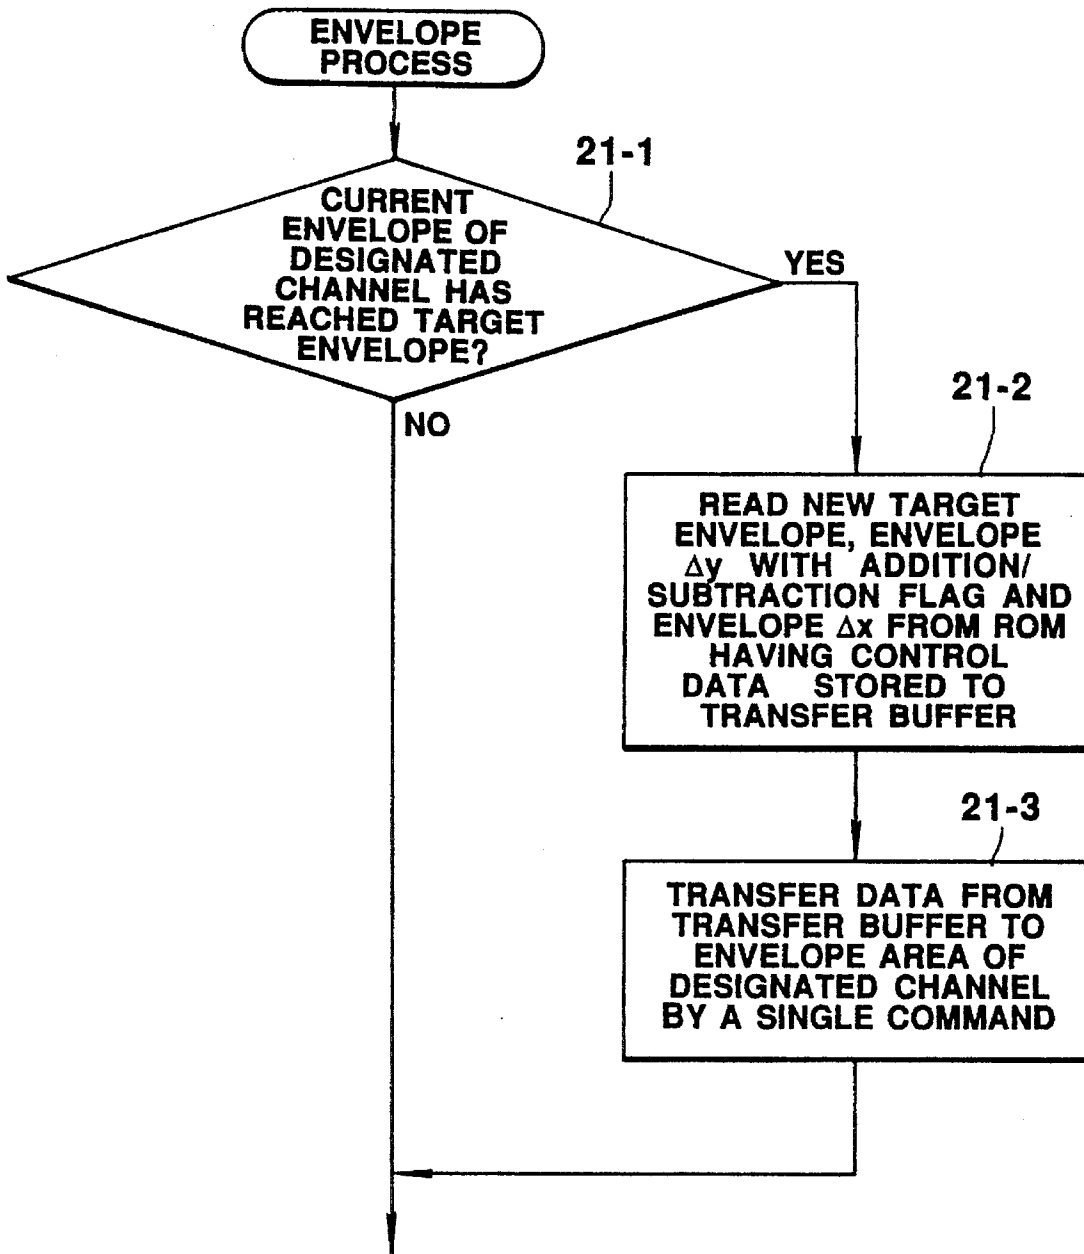 ENVELOPE
PROCESS
21-1
CURRENT
ENVELOPE OF
DESIGNATED
CHANNEL HAS
REACHED TARGET
ENVELOPE?
YES
NO
21-2
READ NEW TARGET
ENVELOPE, ENVELOPE
Δy WITH ADDITION/
SUBTRACTION FLAG AND
ENVELOPE Δx FROM ROM
HAVING CONTROL
DATA STORED TO
TRANSFER BUFFER
21-3
TRANSFER DATA FROM
TRANSFER BUFFER TO
ENVELOPE AREA OF
DESIGNATED CHANNEL
BY A SINGLE COMMAND